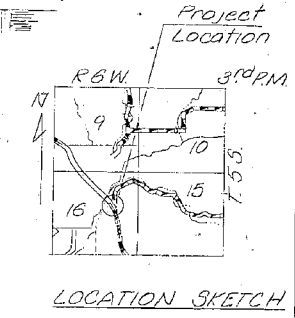 Project
Location
R6W. 3rd P.M.
N
9
10
T.5S.
16
15
LOCATION SKETCH